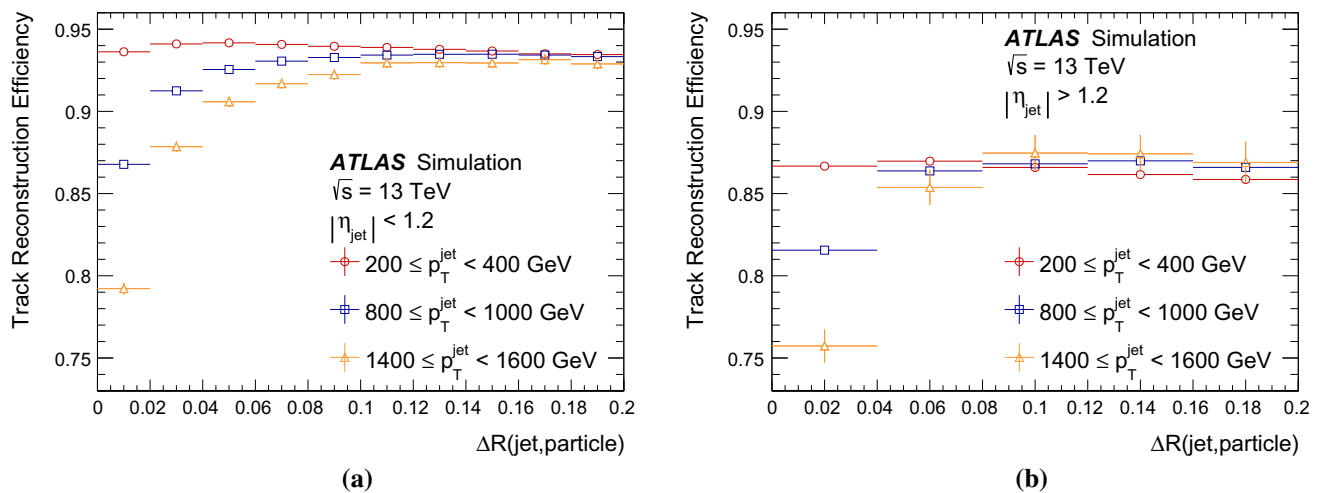 Track Reconstruction Efficiency
0.95
0.9
0.85
0.8
0.75
ATLAS Simulation
√s = 13 TeV
|η_jet| < 1.2
200 ≤ p_T^jet < 400 GeV
800 ≤ p_T^jet < 1000 GeV
1400 ≤ p_T^jet < 1600 GeV
0 0.02 0.04 0.06 0.08 0.1 0.12 0.14 0.16 0.18 0.2
ΔR(jet,particle)
(a)
Track Reconstruction Efficiency
0.95
0.9
0.85
0.8
0.75
ATLAS Simulation
√s = 13 TeV
|η_jet| > 1.2
200 ≤ p_T^jet < 400 GeV
800 ≤ p_T^jet < 1000 GeV
1400 ≤ p_T^jet < 1600 GeV
0 0.02 0.04 0.06 0.08 0.1 0.12 0.14 0.16 0.18 0.2
ΔR(jet,particle)
(b)